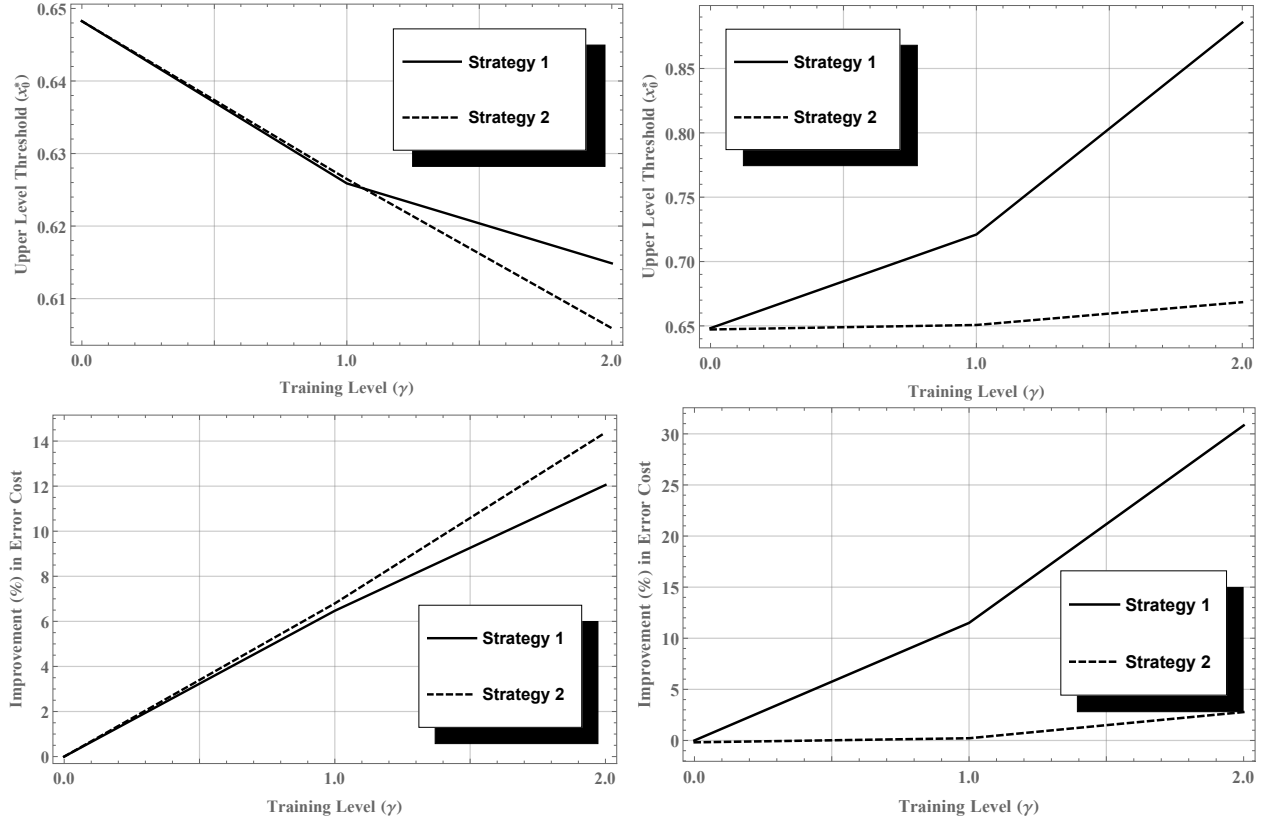 0.65
0.64
0.63
0.62
0.61
0.0
1.0
2.0
Upper Level Threshold (x₀*)
Training Level (γ)
Strategy 1
Strategy 2
0.85
0.80
0.75
0.70
0.65
0.0
1.0
2.0
Upper Level Threshold (x₀*)
Training Level (γ)
Strategy 1
Strategy 2
14
12
10
8
6
4
2
0
0.0
1.0
2.0
Improvement (%) in Error Cost
Training Level (γ)
Strategy 1
Strategy 2
30
25
20
15
10
5
0
0.0
1.0
2.0
Improvement (%) in Error Cost
Training Level (γ)
Strategy 1
Strategy 2